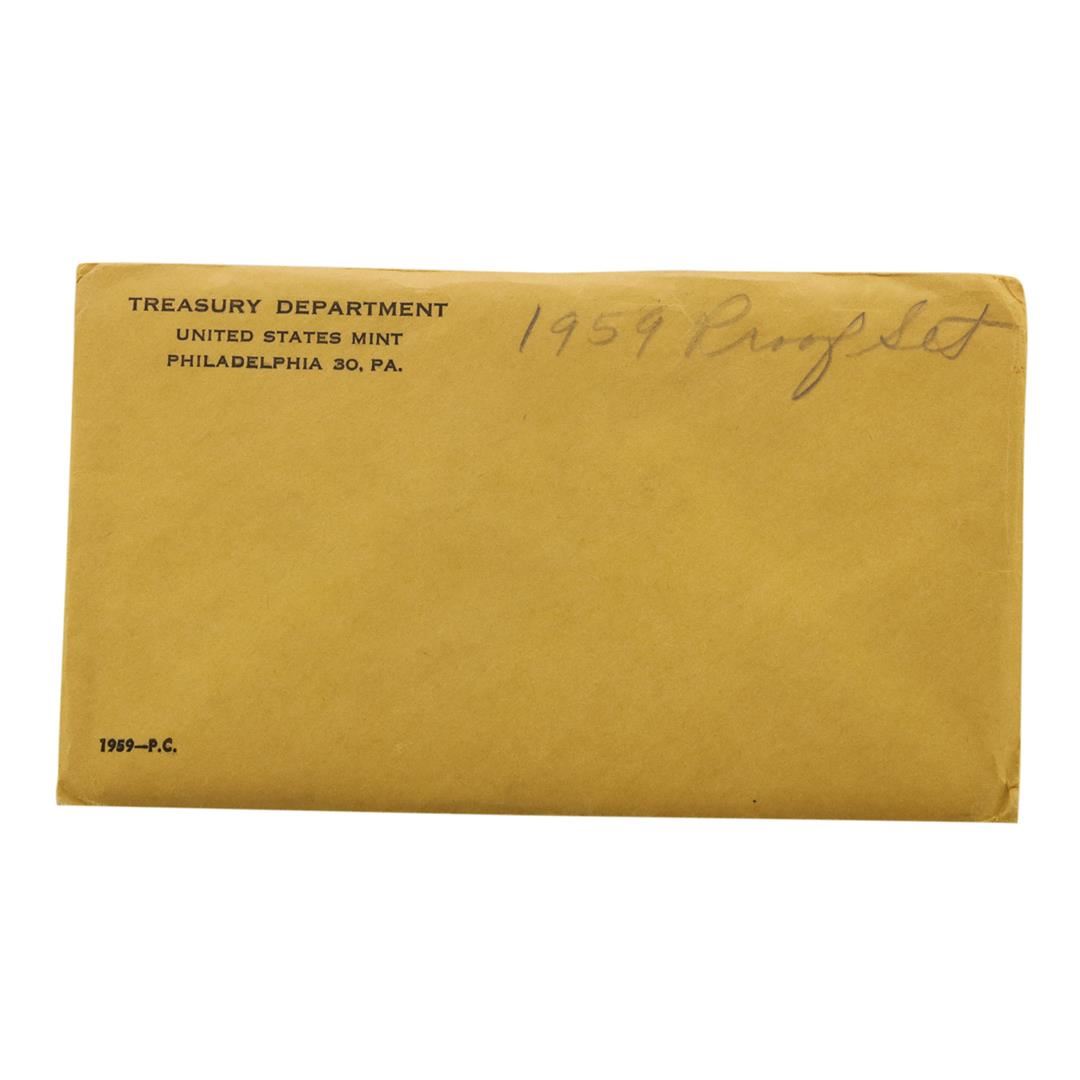 TREASURY DEPARTMENT
UNITED STATES MINT
PHILADELPHIA 30, PA.
1959 Proof Set
1959—P.C.